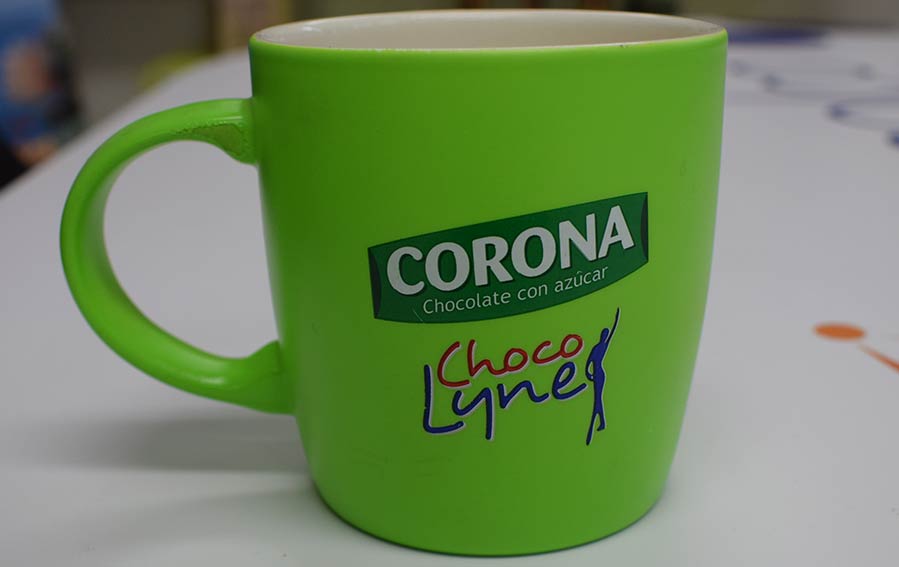 CORONA
Chocolate con azúcar
Choco
Lyne